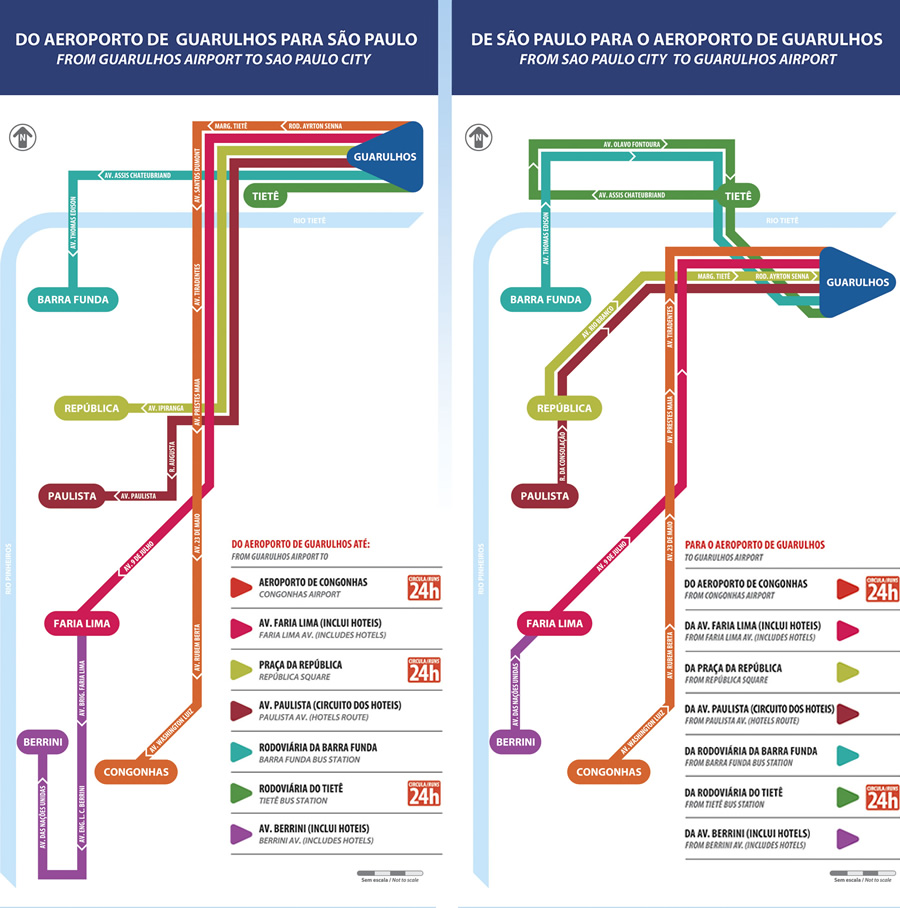 DO AEROPORTO DE GUARULHOS PARA SÃO PAULO
FROM GUARULHOS AIRPORT TO SAO PAULO CITY
N
MARG. TIETÊ
ROD. AYRTON SENNA
GUARULHOS
AV. SANTOS DUMONT
AV. ASSIS CHATEUBRIAND
TIETÊ
RIO TIETÊ
AV. THOMAS EDISON
AV. TIRADENTES
BARRA FUNDA
AV. PRESTES MAIA
REPÚBLICA
AV. IPIRANGA
R. AUGUSTA
PAULISTA
AV. PAULISTA
AV. 23 DE MAIO
AV. 9 DE JULHO
RIO PINHEIROS
FARIA LIMA
AV. RUBEM BERTA
AV. BRIG. FARIA LIMA
BERRINI
AV. WASHINGTON LUIZ
CONGONHAS
AV. DAS NAÇÕES UNIDAS
AV. ENG. L. C. BERRINI
DO AEROPORTO DE GUARULHOS ATÉ:
FROM GUARULHOS AIRPORT TO
AEROPORTO DE CONGONHAS
CONGONHAS AIRPORT
CIRCULA/RUNS
24h
AV. FARIA LIMA (INCLUI HOTEIS)
FARIA LIMA AV. (INCLUDES HOTELS)
PRAÇA DA REPÚBLICA
REPÚBLICA SQUARE
CIRCULA/RUNS
24h
AV. PAULISTA (CIRCUITO DOS HOTEIS)
PAULISTA AV. (HOTELS ROUTE)
RODOVIÁRIA DA BARRA FUNDA
BARRA FUNDA BUS STATION
RODOVIÁRIA DO TIETÊ
TIETÊ BUS STATION
CIRCULA/RUNS
24h
AV. BERRINI (INCLUI HOTEIS)
BERRINI AV. (INCLUDES HOTELS)
Sem escala / Not to scale
DE SÃO PAULO PARA O AEROPORTO DE GUARULHOS
FROM SAO PAULO CITY TO GUARULHOS AIRPORT
N
AV. OLAVO FONTOURA
AV. ASSIS CHATEUBRIAND
TIETÊ
RIO TIETÊ
AV. THOMAS EDISON
MARG. TIETÊ
ROD. AYRTON SENNA
GUARULHOS
BARRA FUNDA
AV. RIO BRANCO
AV. TIRADENTES
REPÚBLICA
AV. PRESTES MAIA
R. DA CONSOLAÇÃO
PAULISTA
AV. 23 DE MAIO
AV. 9 DE JULHO
RIO PINHEIROS
FARIA LIMA
AV. RUBEM BERTA
AV. DAS NAÇÕES UNIDAS
BERRINI
AV. WASHINGTON LUIZ
CONGONHAS
PARA O AEROPORTO DE GUARULHOS
TO GUARULHOS AIRPORT
DO AEROPORTO DE CONGONHAS
FROM CONGONHAS AIRPORT
CIRCULA/RUNS
24h
DA AV. FARIA LIMA (INCLUI HOTEIS)
FROM FARIA LIMA AV. (INCLUDES HOTELS)
DA PRAÇA DA REPÚBLICA
FROM REPÚBLICA SQUARE
DA AV. PAULISTA (CIRCUITO DOS HOTEIS)
FROM PAULISTA AV. (HOTELS ROUTE)
DA RODOVIÁRIA DA BARRA FUNDA
FROM BARRA FUNDA BUS STATION
DA RODOVIÁRIA DO TIETÊ
FROM TIETÊ BUS STATION
CIRCULA/RUNS
24h
DA AV. BERRINI (INCLUI HOTELS)
FROM BERRINI AV. (INCLUDES HOTELS)
Sem escala / Not to scale